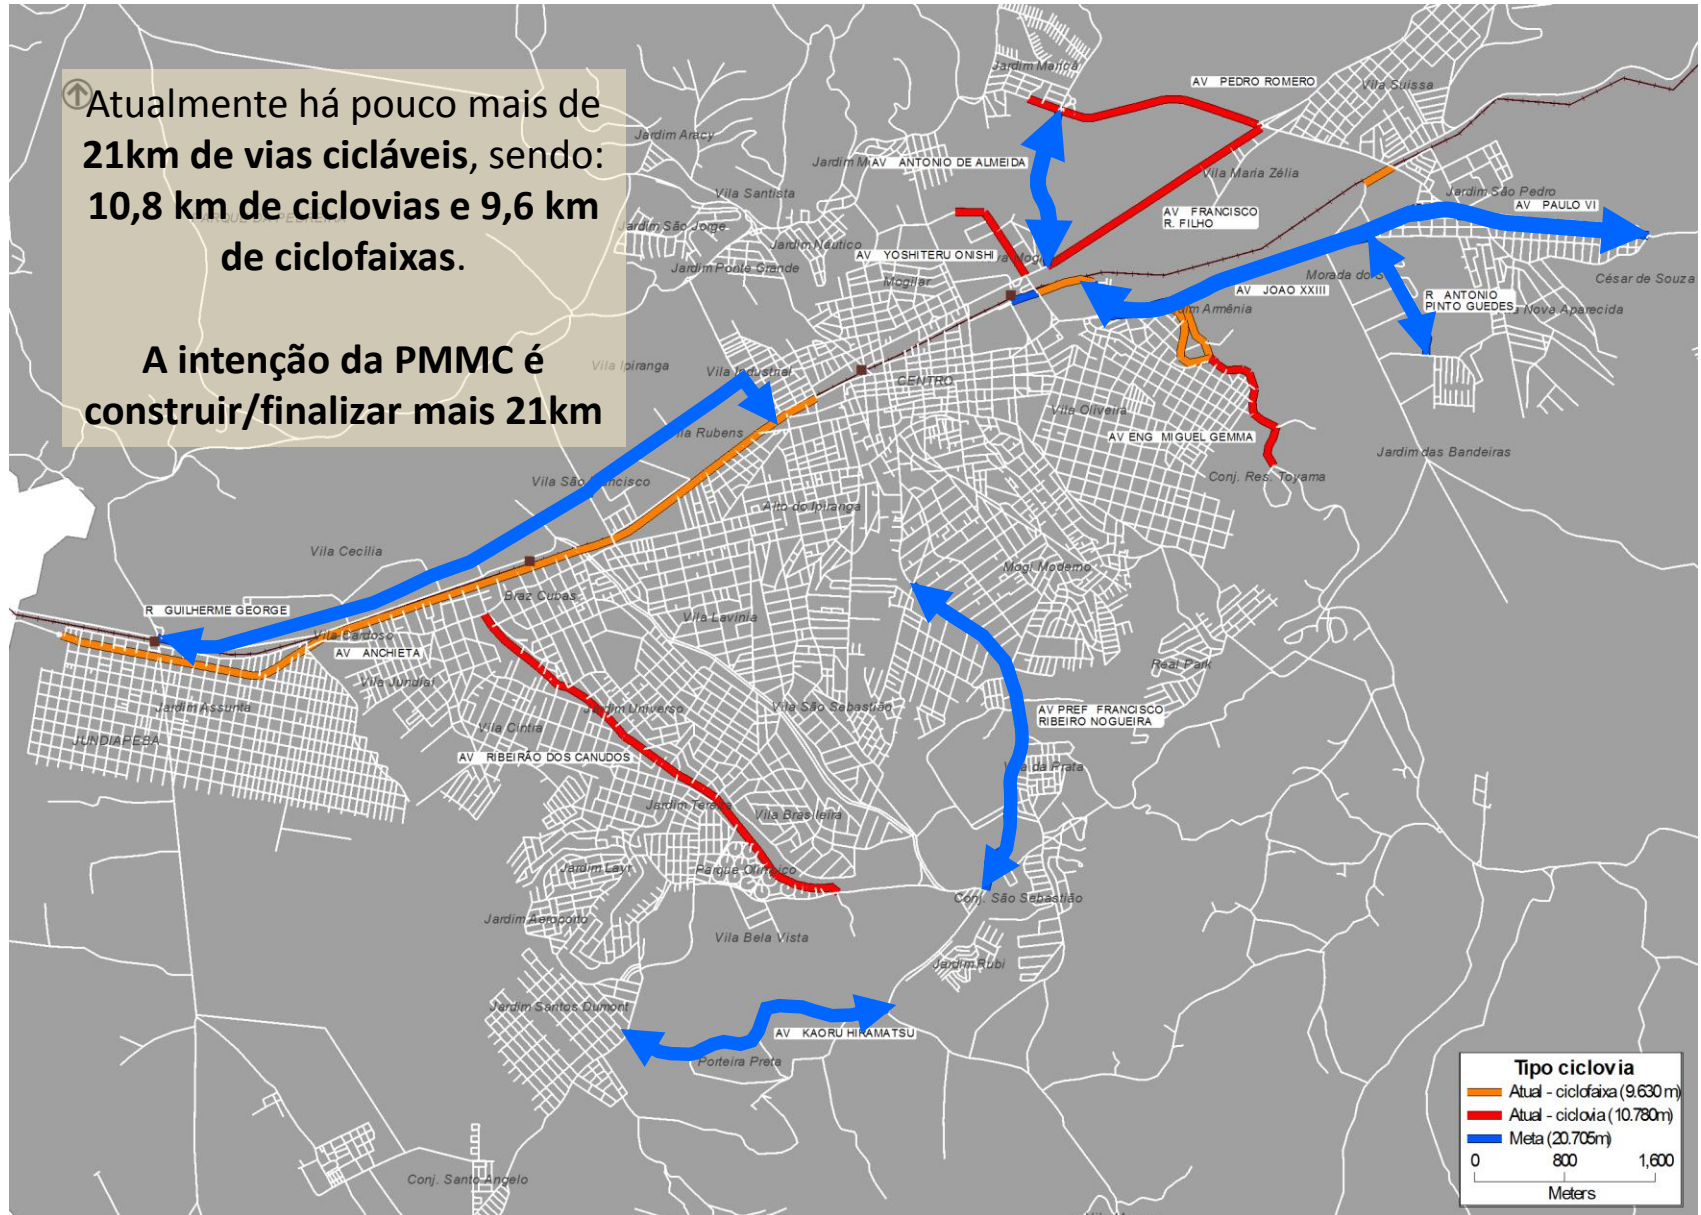 Atualmente há pouco mais de
21km de vias cicláveis, sendo:
10,8 km de ciclovias e 9,6 km
de ciclofaixas.
A intenção da PMMC é
construir/finalizar mais 21km
Jardim Maricá
AV PEDRO ROMERO
Vila Suissa
Jardim Aracy
AV ANTONIO DE ALMEIDA
Vila Maria Zélia
Vila Santista
Jardim São Pedro
AV PAULO VI
Jardim São Jorge
AV FRANCISCO
R. FILHO
Jardim Náutico
AV YOSHITERU ONISHI
Jardim Ponte Grande
Mogilar
César de Souza
AV JOAO XXIII
R ANTONIO
PINTO GUEDES
Nova Aparecida
Vila Ipiranga
Vila Industrial
CENTRO
Vila Oliveira
Vila Rubens
AV ENG MIGUEL GEMMA
Jardim das Bandeiras
Vila São Francisco
Conj. Res. Toyama
Alto do Ipiranga
Vila Cecília
Mogi Moderno
R GUILHERME GEORGE
Braz Cubas
Vila Lavínia
Vila Cardoso
AV ANCHIETA
Real Park
Vila Jundiaí
Jardim Assunta
Jardim Universo
Vila São Sebastião
AV PREF FRANCISCO
RIBEIRO NOGUEIRA
Vila Cintra
JUNDIAPEBA
AV RIBEIRÃO DOS CANUDOS
Vila da Prata
Vila Brasileira
Jardim Layr
Parque Olímpico
Conj. São Sebastião
Jardim Aeroporto
Vila Bela Vista
Jardim Rubi
Jardim Santos Dumont
AV KAORU HIRAMATSU
Porteira Preta
Conj. Santo Angelo
Tipo ciclovia
Atual - ciclofaixa (9.630 m)
Atual - ciclovia (10.780m)
Meta (20.705m)
0 800 1,600
Meters